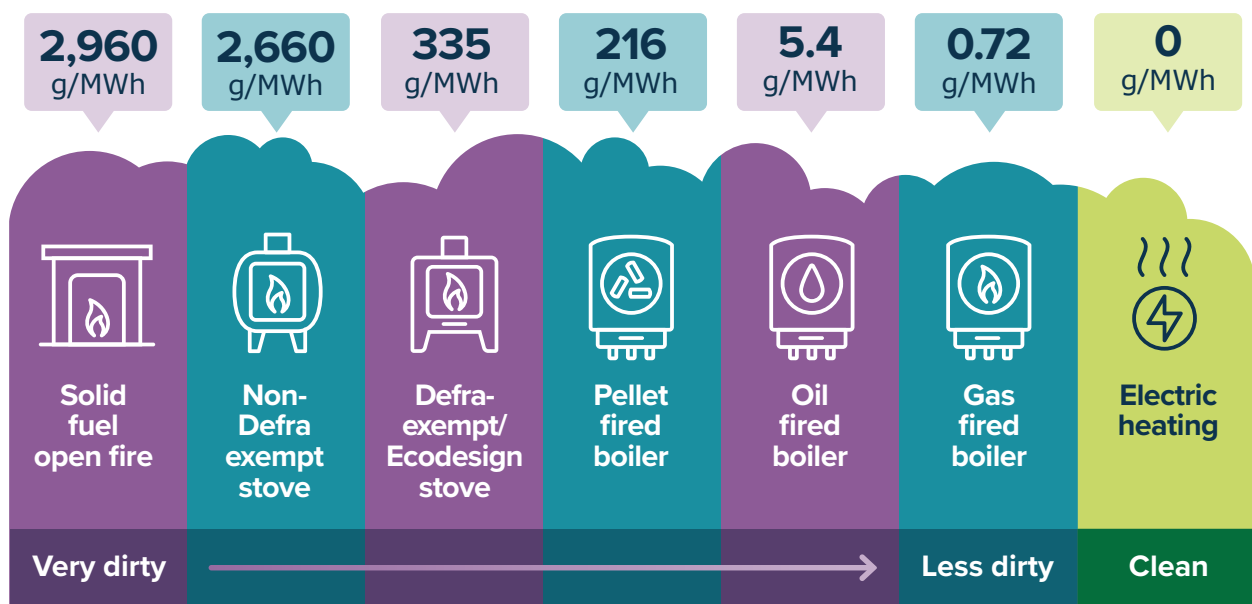 2,960
g/MWh
2,660
g/MWh
335
g/MWh
216
g/MWh
5.4
g/MWh
0.72
g/MWh
0
g/MWh
Solid
fuel
open fire
Non-
Defra
exempt
stove
Defra-
exempt/
Ecodesign
stove
Pellet
fired
boiler
Oil
fired
boiler
Gas
fired
boiler
Electric
heating
Very dirty
Less dirty
Clean